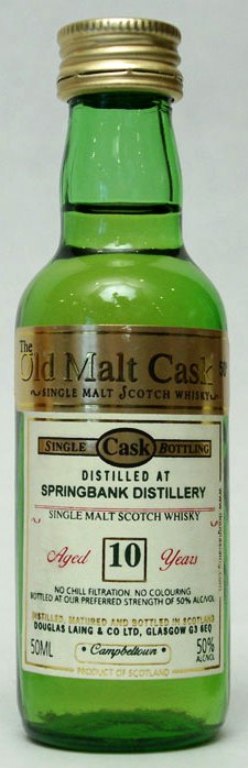 The
Old Malt Cask
SINGLE MALT SCOTCH WHISKY
SINGLE Cask BOTTLING
DISTILLED AT
SPRINGBANK DISTILLERY
SINGLE MALT SCOTCH WHISKY
Aged 10 Years
NO CHILL FILTRATION. NO COLOURING
BOTTLED AT OUR PREFERRED STRENGTH OF 50% ALC/VOL
DISTILLED, MATURED AND BOTTLED IN SCOTLAND
DOUGLAS LAING & CO LTD, GLASGOW G3 6EQ
50ML • Campbeltown • 50% ALC/VOL
PRODUCT OF SCOTLAND